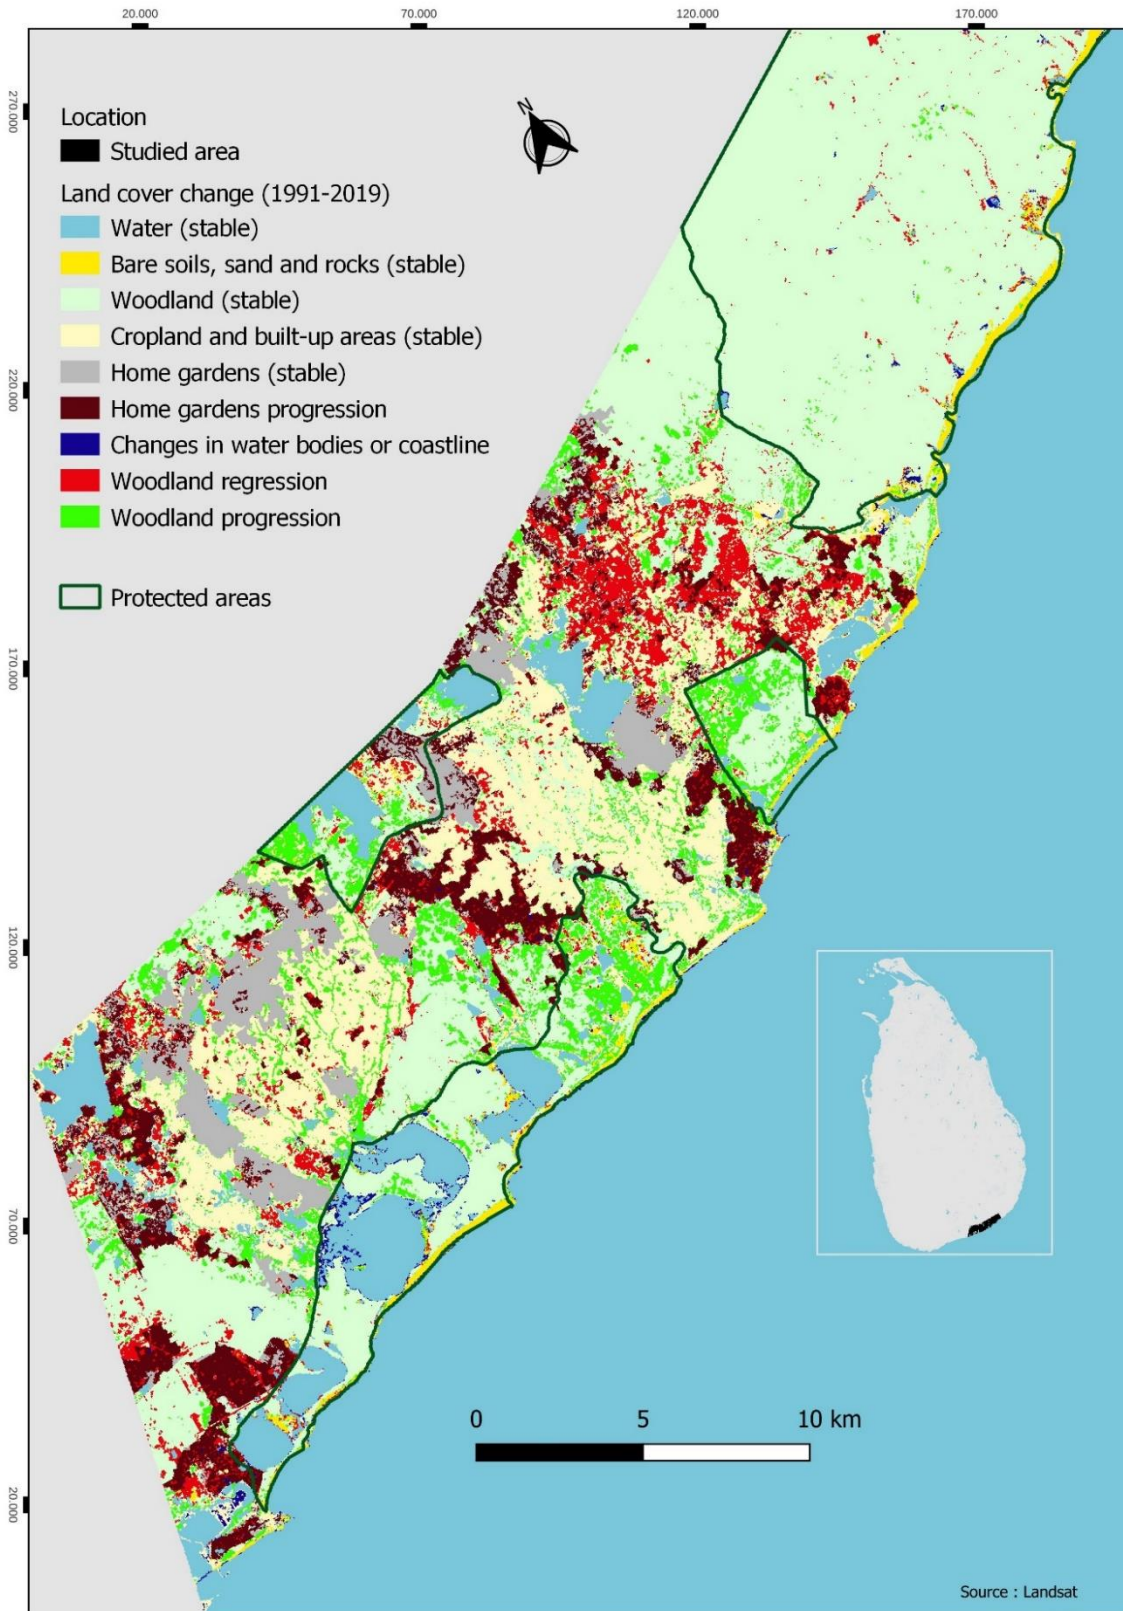 20.000 70.000 120.000 170.000
270.000
N
Location
Studied area
Land cover change (1991-2019)
Water (stable)
Bare soils, sand and rocks (stable)
Woodland (stable)
Cropland and built-up areas (stable)
Home gardens (stable)
220.000
Home gardens progression
Changes in water bodies or coastline
Woodland regression
Woodland progression
Protected areas
170.000
120.000
70.000
0 5 10 km
20.000
Source : Landsat